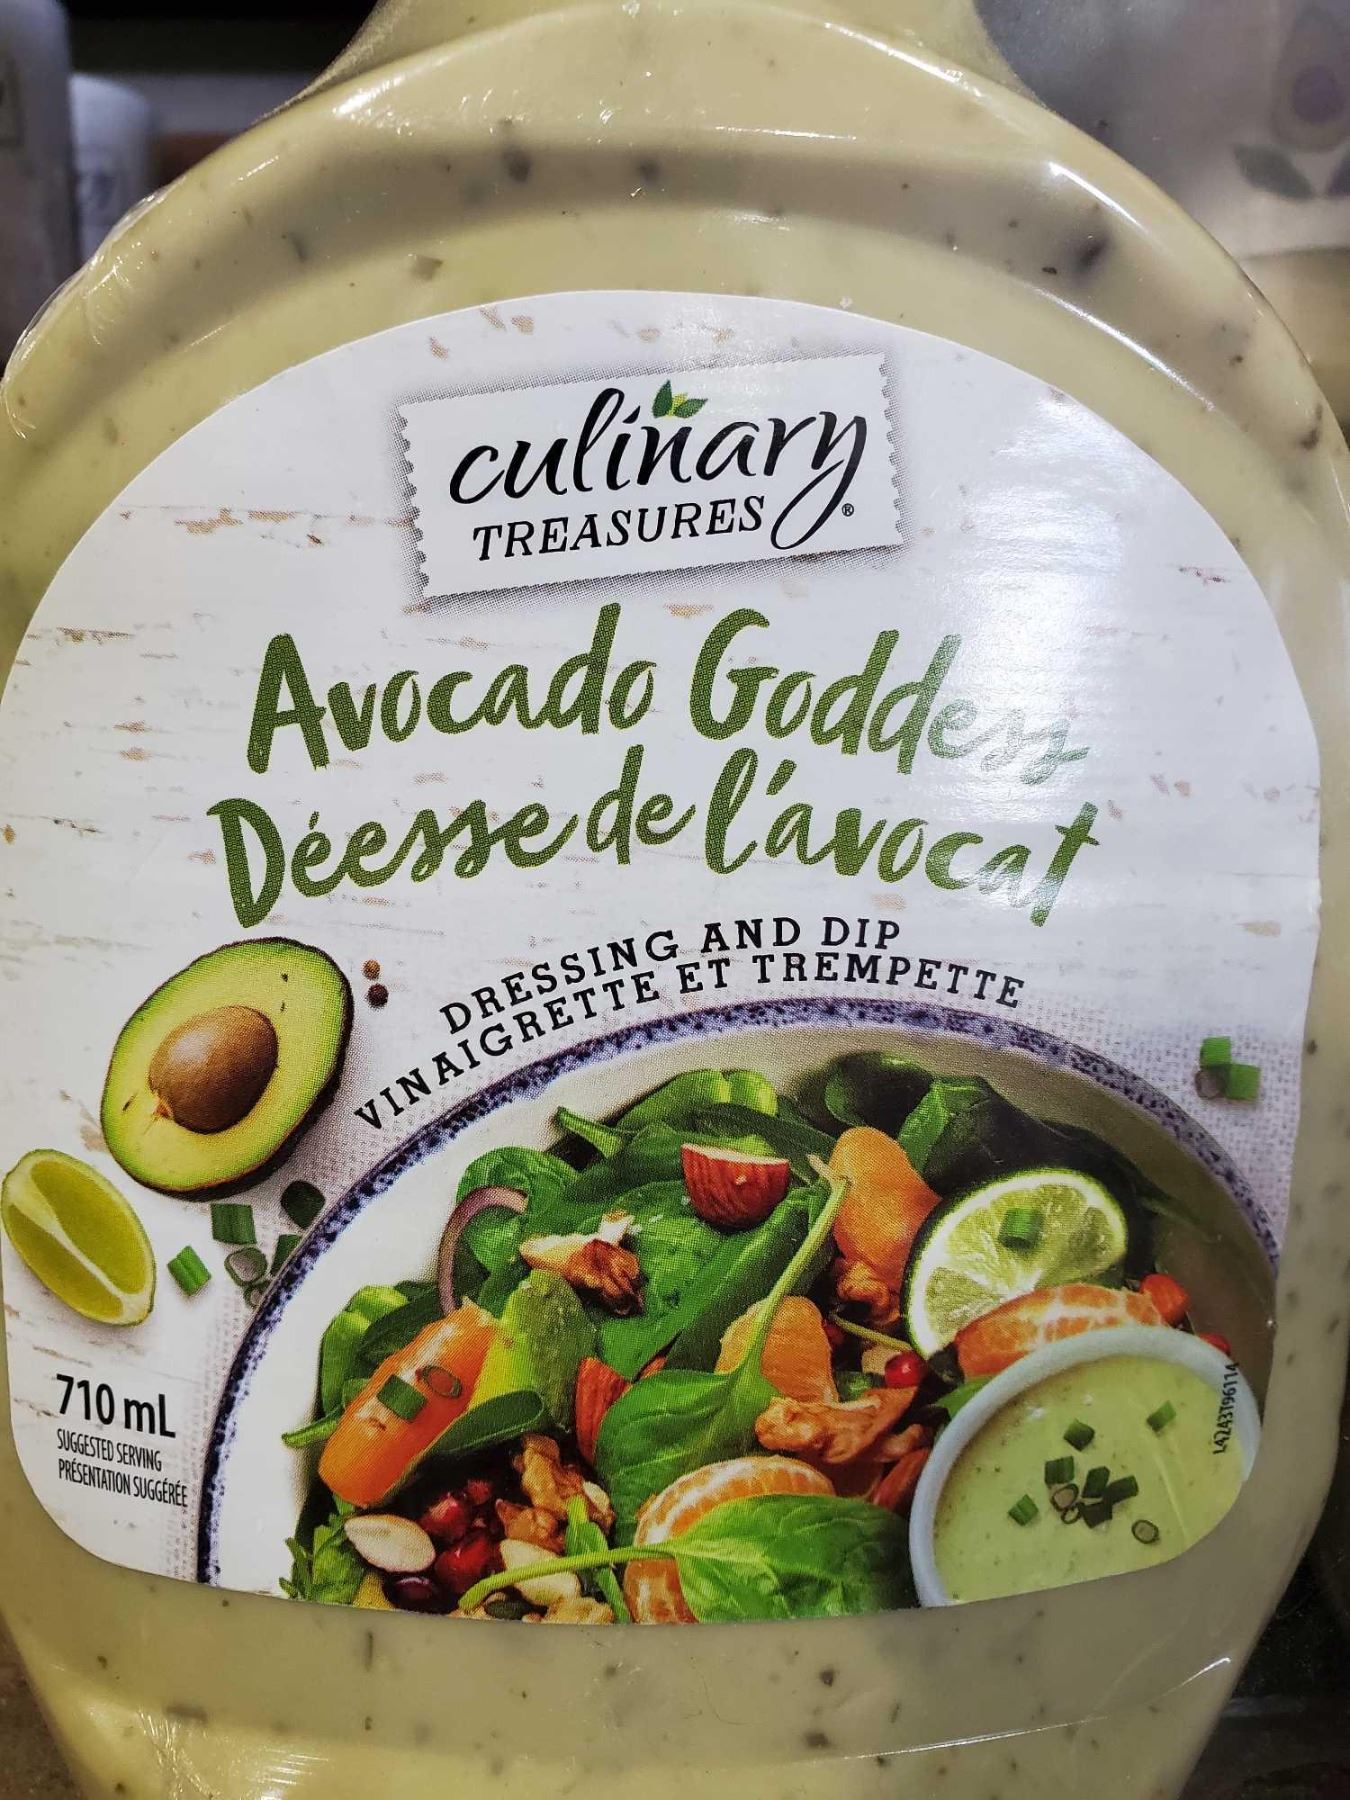 culinary
TREASURES®
Avocado Goddess
Déesse de l'avocat
DRESSING AND DIP
VINAIGRETTE ET TREMPETTE
710 mL
SUGGESTED SERVING
PRÉSENTATION SUGGÉRÉE